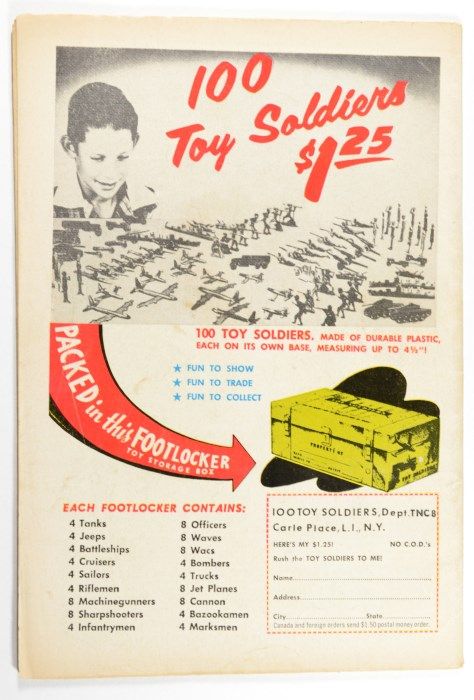 100
Toy Soldiers
$1.25
100 TOY SOLDIERS, MADE OF DURABLE PLASTIC,
EACH ON ITS OWN BASE, MEASURING UP TO 4½"!
★ FUN TO SHOW
★ FUN TO TRADE
★ FUN TO COLLECT
PACKED in this FOOTLOCKER
TOY STORAGE BOX
PROPERTY OF
TOY SOLDIERS
EACH FOOTLOCKER CONTAINS:
4 Tanks
4 Jeeps
4 Battleships
4 Cruisers
4 Sailors
4 Riflemen
8 Machinegunners
8 Sharpshooters
4 Infantrymen
8 Officers
8 Waves
8 Wacs
4 Bombers
4 Trucks
8 Jet Planes
8 Cannon
4 Bazookamen
4 Marksmen
100 TOY SOLDIERS, Dept. TNC8
Carle Place, L.I., N.Y.
HERE'S MY $1.25! NO C.O.D.'s
Rush the TOY SOLDIERS TO ME!
Name
Address
City State
Canada and foreign orders send $1.50 postal money order.